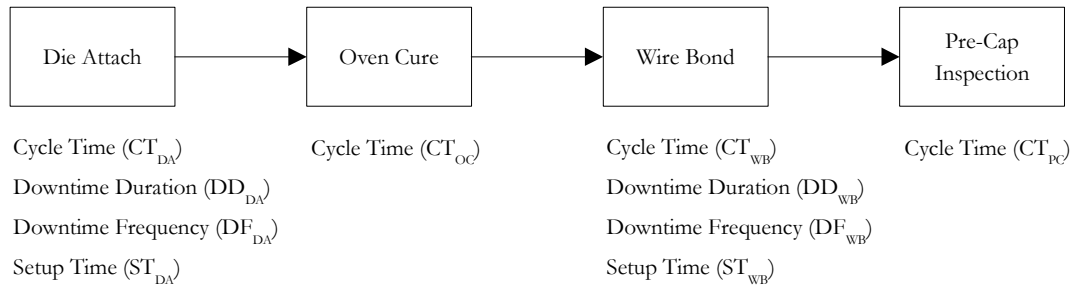 Die Attach
Oven Cure
Wire Bond
Pre-Cap
Inspection
Cycle Time (CT_DA)
Downtime Duration (DD_DA)
Downtime Frequency (DF_DA)
Setup Time (ST_DA)
Cycle Time (CT_OC)
Cycle Time (CT_WB)
Downtime Duration (DD_WB)
Downtime Frequency (DF_WB)
Setup Time (ST_WB)
Cycle Time (CT_PC)